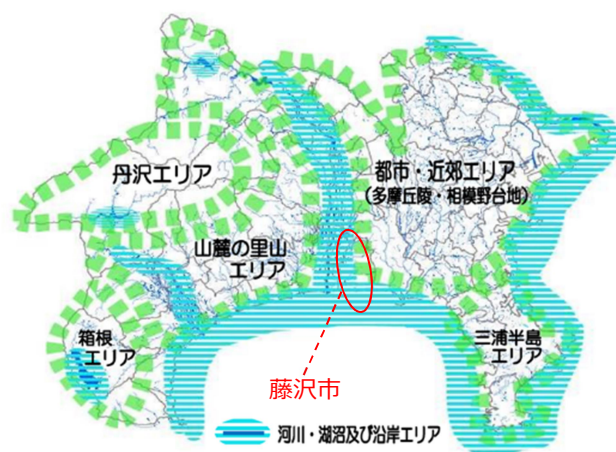 丹沢エリア
都市・近郊エリア
(多摩丘陵・相模野台地)
山麓の里山
エリア
箱根
エリア
三浦半島
エリア
藤沢市
河川・湖沼及び沿岸エリア